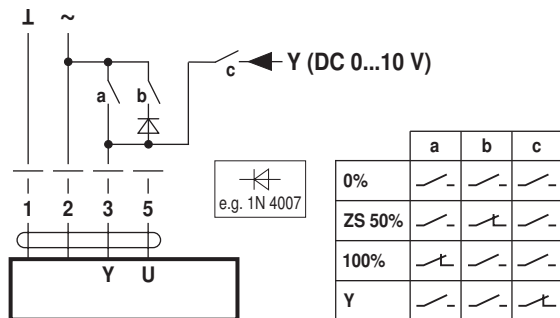 ⊥ ~
a b c Y (DC 0...10 V)
1 2 3 5
Y U
e.g. 1N 4007
a b c
0%
ZS 50%
100%
Y